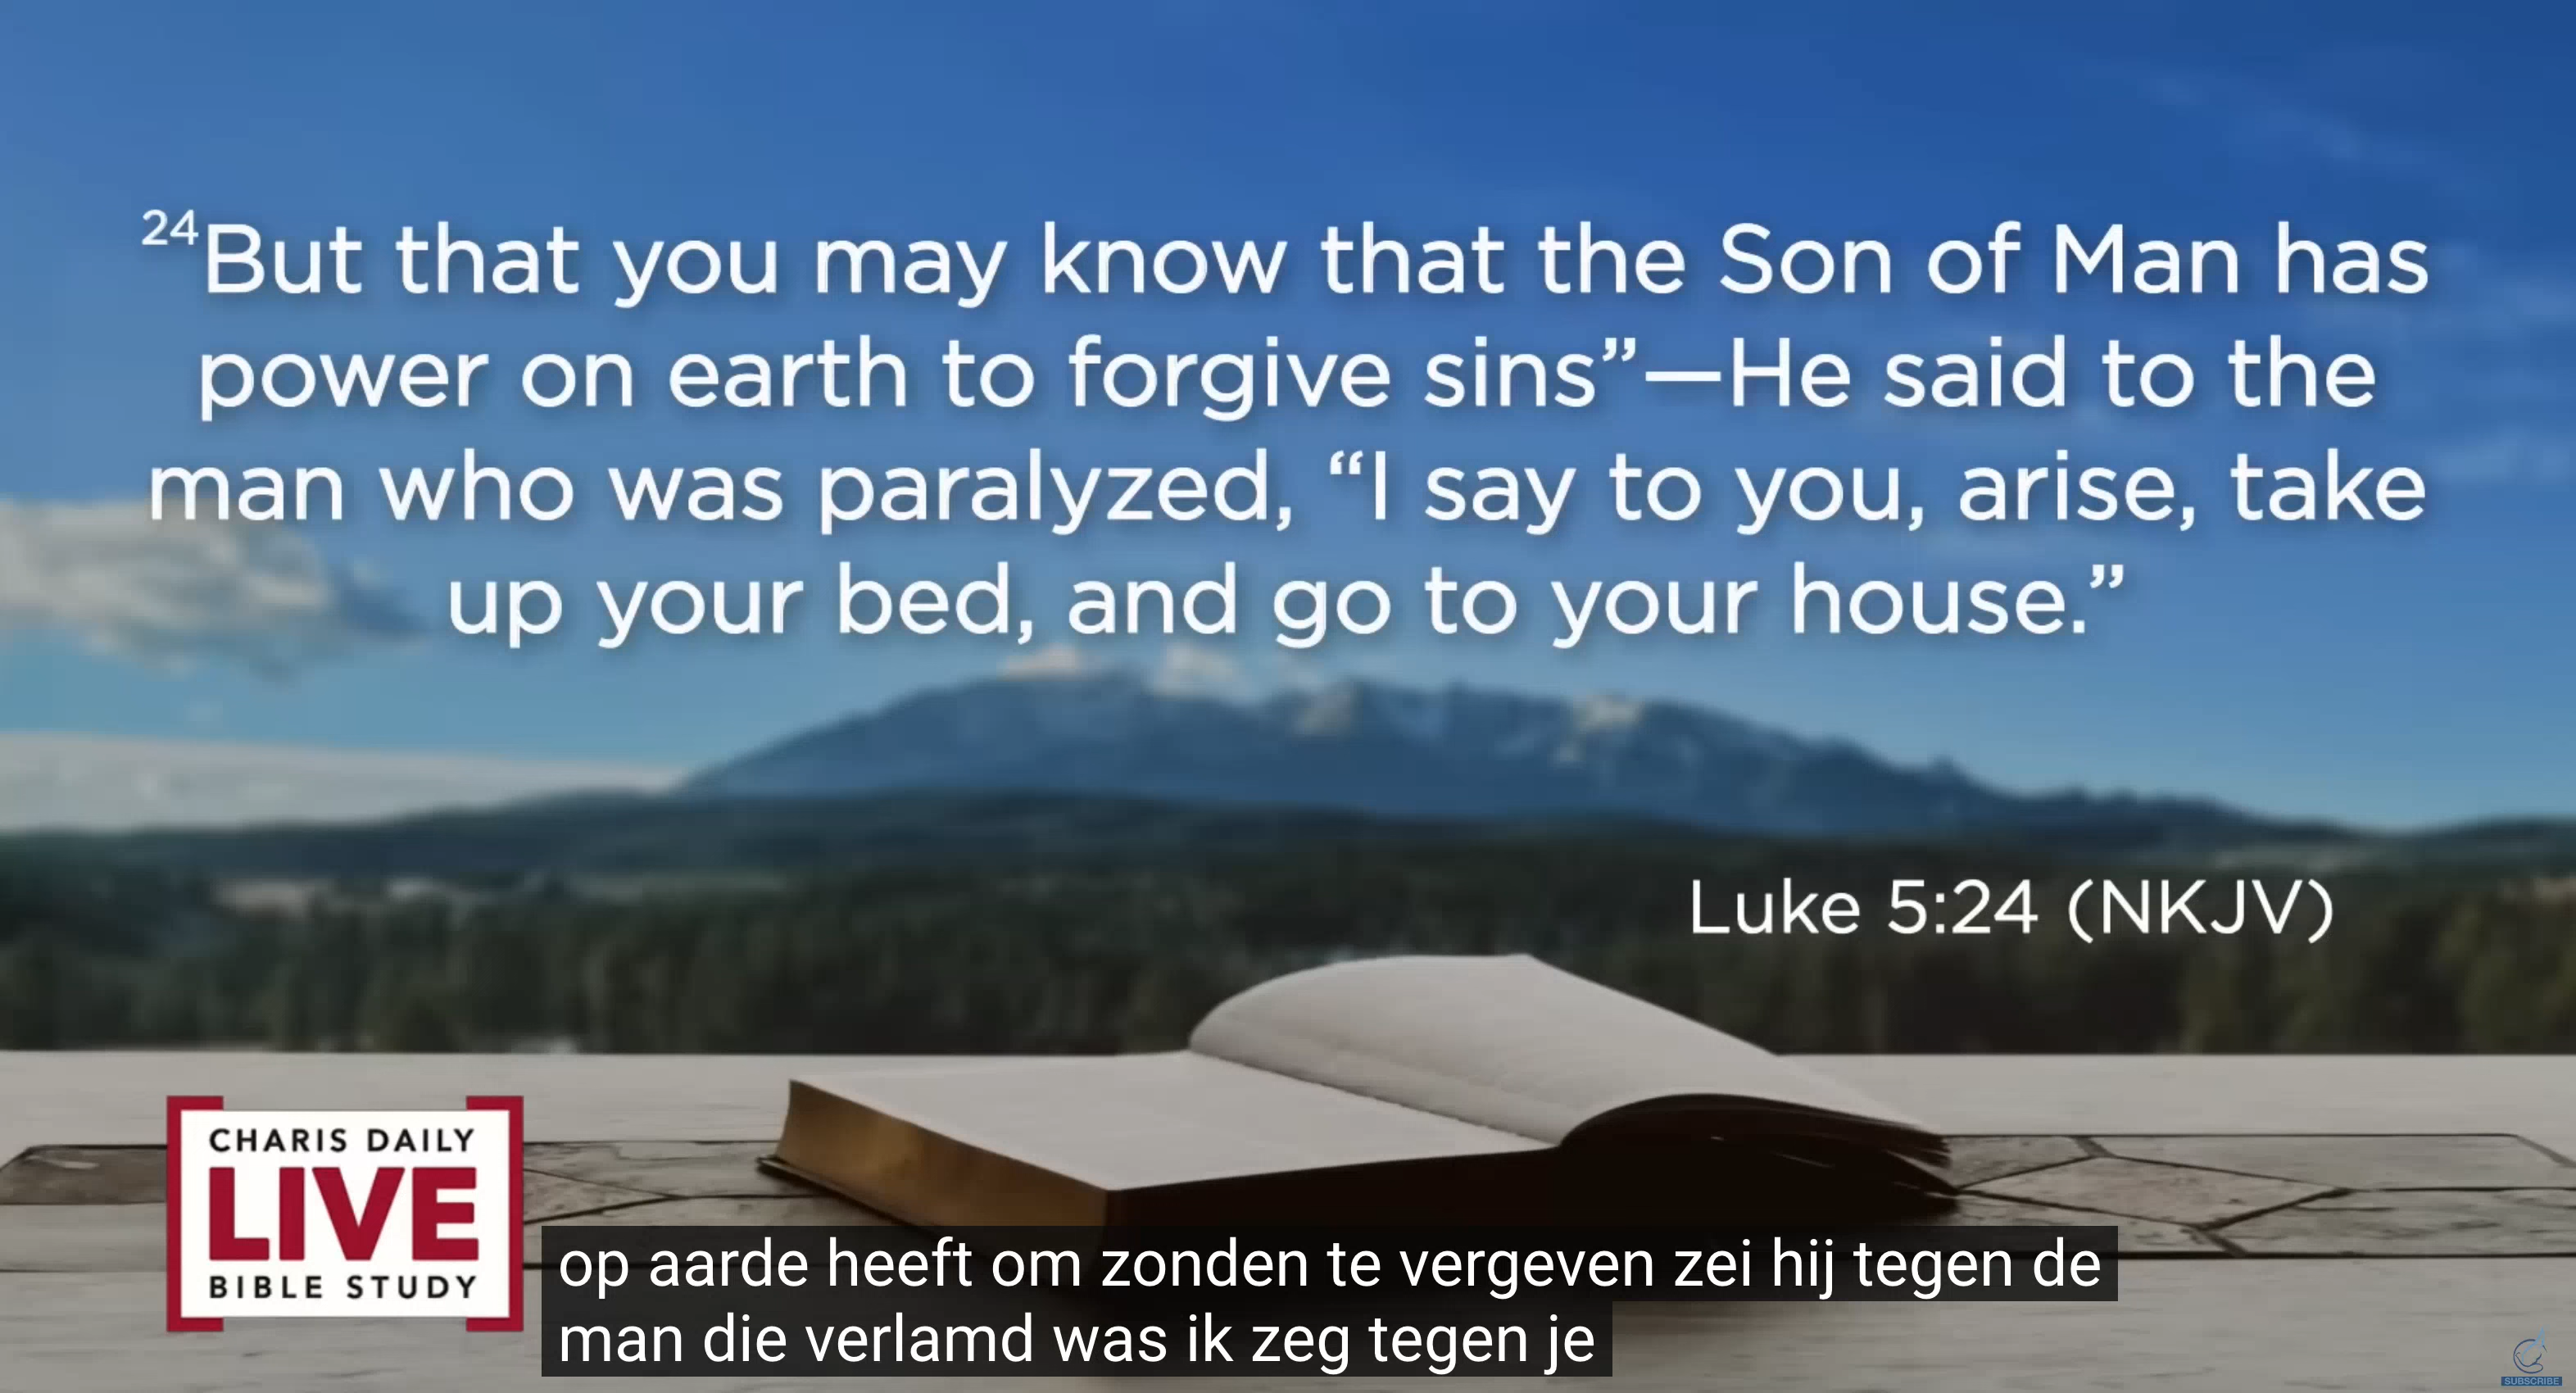 ²⁴But that you may know that the Son of Man has
power on earth to forgive sins”—He said to the
man who was paralyzed, “I say to you, arise, take
up your bed, and go to your house.”
Luke 5:24 (NKJV)
CHARIS DAILY
LIVE
BIBLE STUDY
op aarde heeft om zonden te vergeven zei hij tegen de
man die verlamd was ik zeg tegen je
SUBSCRIBE